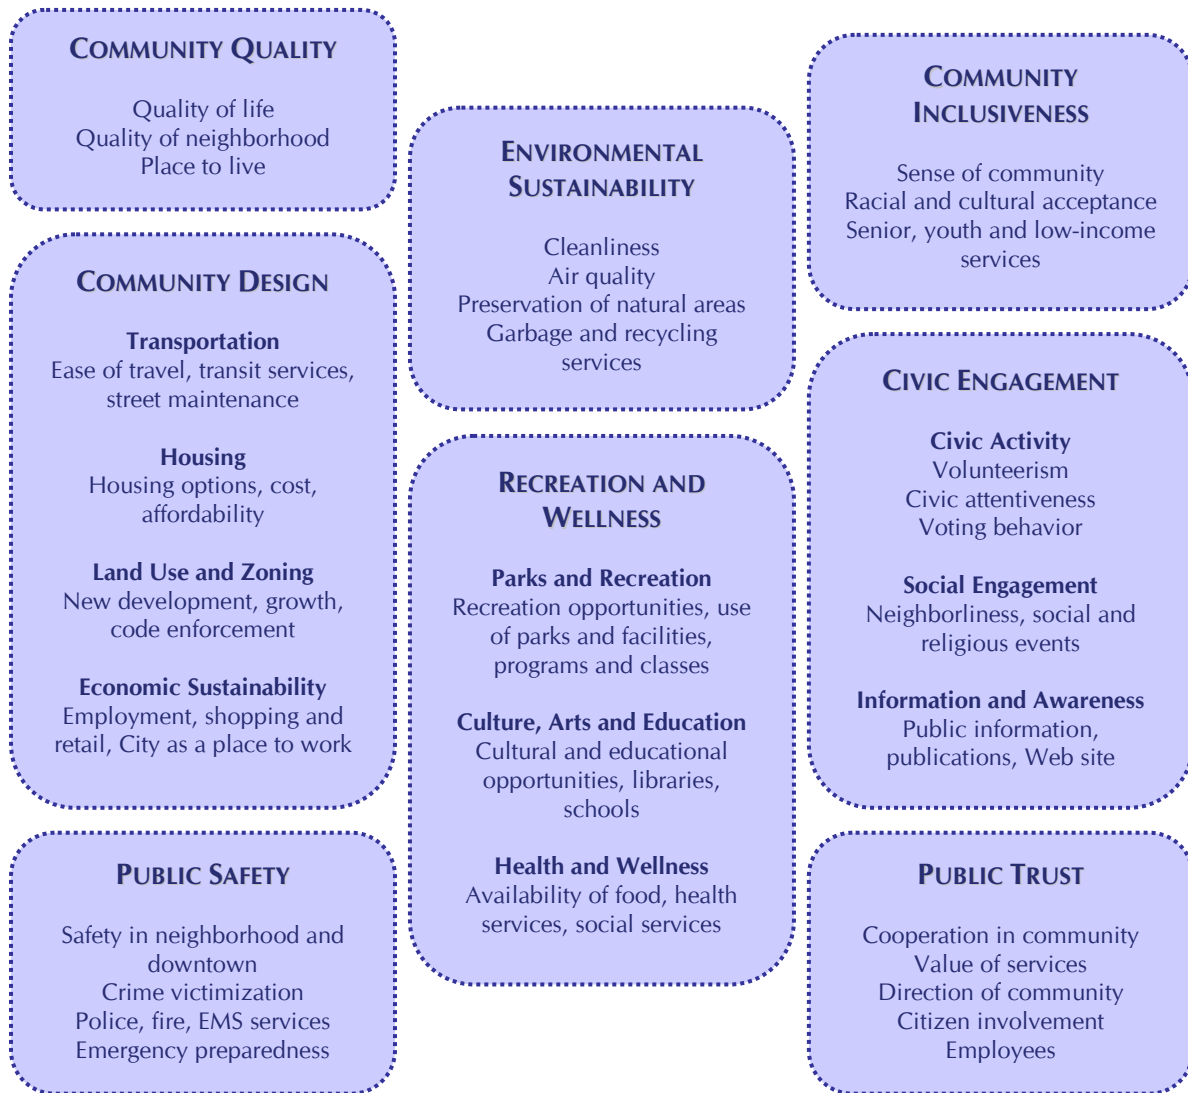 COMMUNITY QUALITY
Quality of life
Quality of neighborhood
Place to live
COMMUNITY DESIGN
Transportation
Ease of travel, transit services,
street maintenance
Housing
Housing options, cost,
affordability
Land Use and Zoning
New development, growth,
code enforcement
Economic Sustainability
Employment, shopping and
retail, City as a place to work
PUBLIC SAFETY
Safety in neighborhood and
downtown
Crime victimization
Police, fire, EMS services
Emergency preparedness
ENVIRONMENTAL
SUSTAINABILITY
Cleanliness
Air quality
Preservation of natural areas
Garbage and recycling
services
RECREATION AND
WELLNESS
Parks and Recreation
Recreation opportunities, use
of parks and facilities,
programs and classes
Culture, Arts and Education
Cultural and educational
opportunities, libraries,
schools
Health and Wellness
Availability of food, health
services, social services
COMMUNITY
INCLUSIVENESS
Sense of community
Racial and cultural acceptance
Senior, youth and low-income
services
CIVIC ENGAGEMENT
Civic Activity
Volunteerism
Civic attentiveness
Voting behavior
Social Engagement
Neighborliness, social and
religious events
Information and Awareness
Public information,
publications, Web site
PUBLIC TRUST
Cooperation in community
Value of services
Direction of community
Citizen involvement
Employees